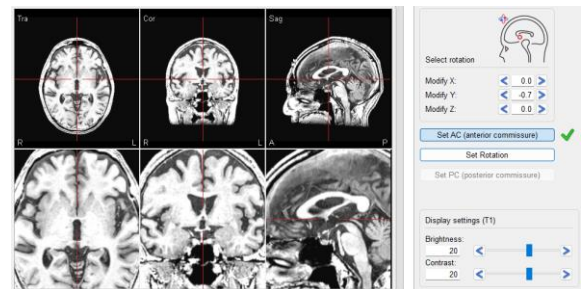 Tra
Cor
Sag
R
L
R
L
A
P
Select rotation
Modify X: 0.0
Modify Y: -0.7
Modify Z: 0.0
Set AC (anterior commissure)
Set Rotation
Set PC (posterior commissure)
Display settings (T1)
Brightness:
20
Contrast:
20